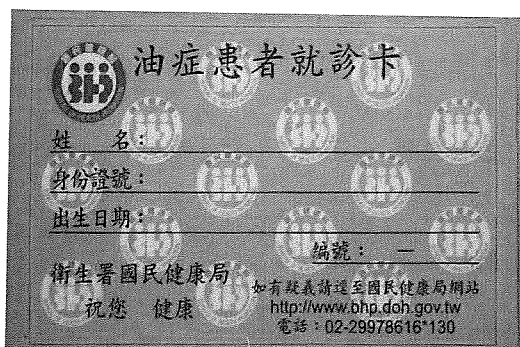 油症患者就診卡
姓　名：
身份證號：
出生日期：
編號：　—
衛生署國民健康局
祝您　健康
如有疑義請逕至國民健康局網站
http://www.bhp.doh.gov.tw
電話：02-29978616*130